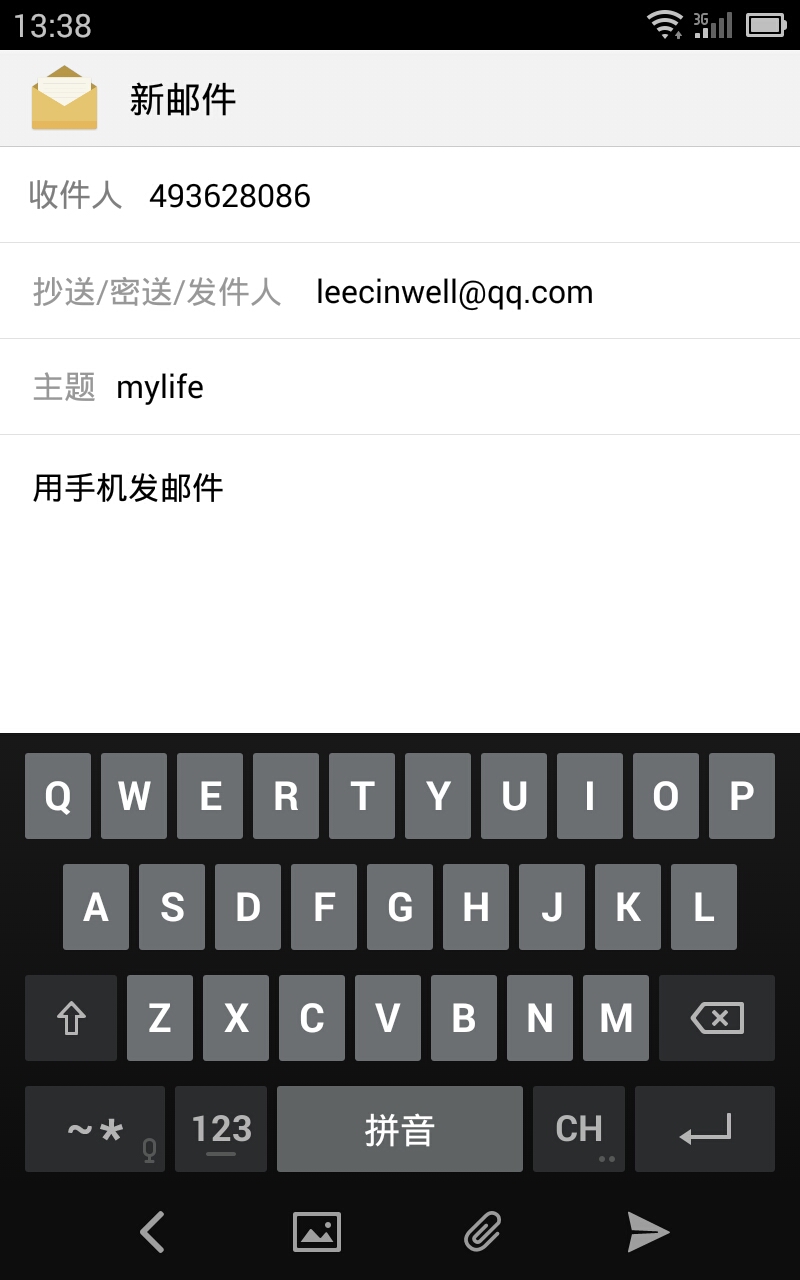 13:38 3G
新邮件
收件人 493628086
抄送/密送/发件人 leecinwell@qq.com
主题 mylife
用手机发邮件
Q W E R T Y U I O P
A S D F G H J K L
Z X C V B N M
~* 123 拼音 CH